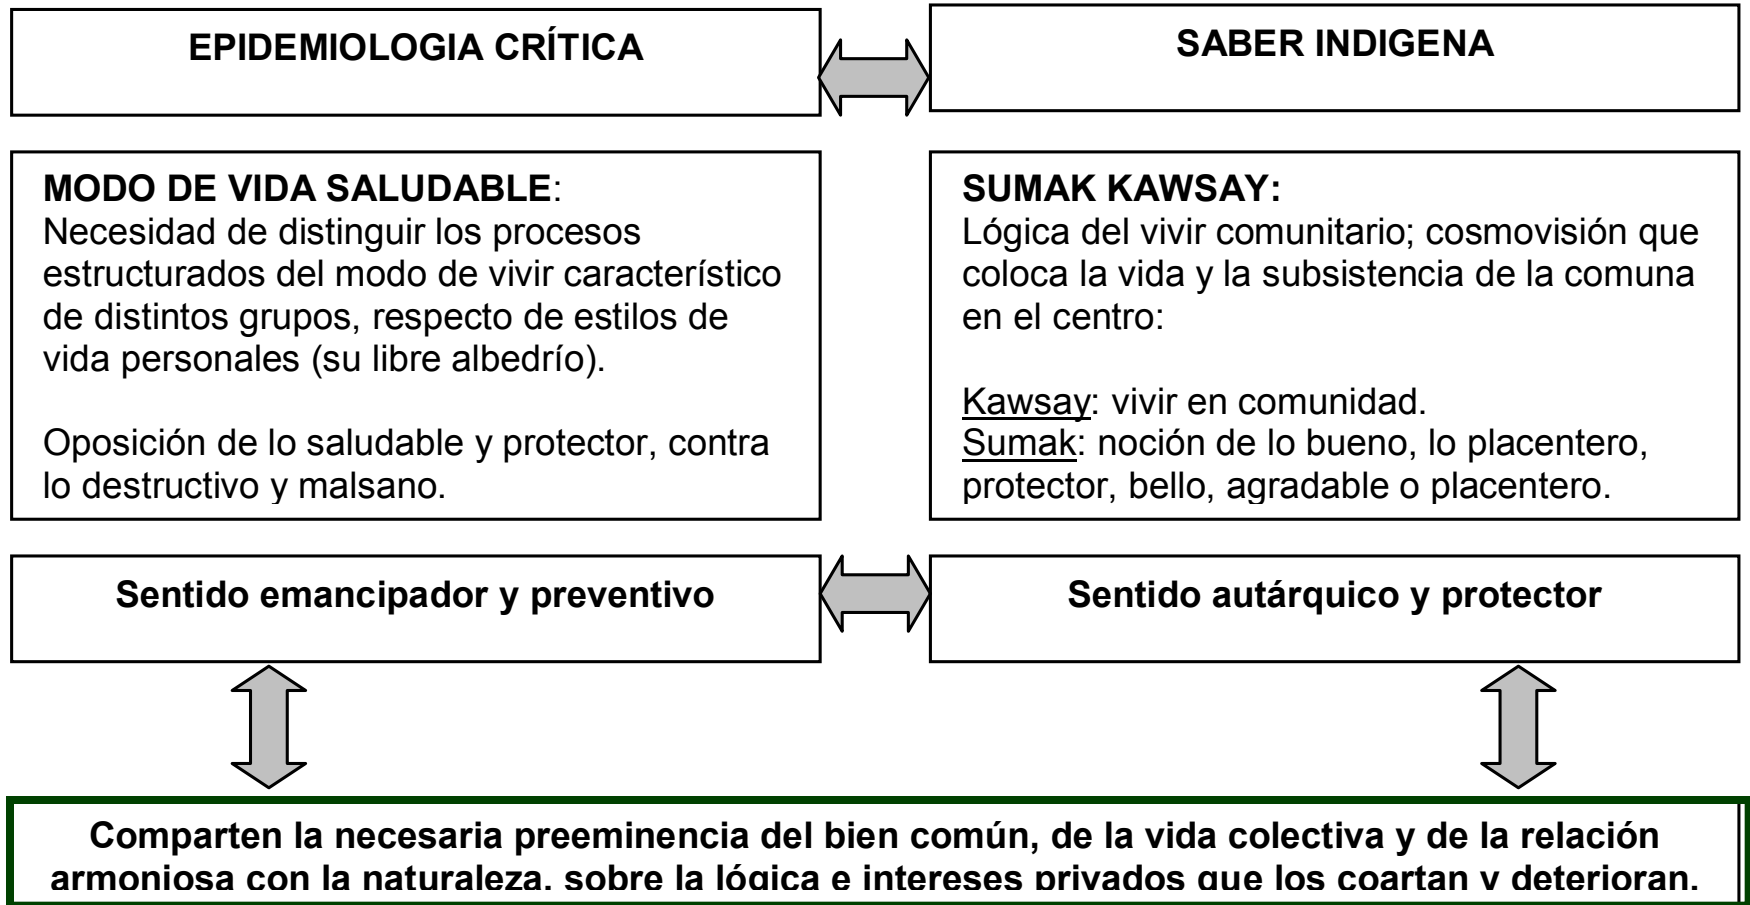 EPIDEMIOLOGIA CRÍTICA
SABER INDIGENA
MODO DE VIDA SALUDABLE:
Necesidad de distinguir los procesos
estructurados del modo de vivir característico
de distintos grupos, respecto de estilos de
vida personales (su libre albedrío).
Oposición de lo saludable y protector, contra
lo destructivo y malsano.
SUMAK KAWSAY:
Lógica del vivir comunitario; cosmovisión que
coloca la vida y la subsistencia de la comuna
en el centro:
Kawsay: vivir en comunidad.
Sumak: noción de lo bueno, lo placentero,
protector, bello, agradable o placentero.
Sentido emancipador y preventivo
Sentido autárquico y protector
Comparten la necesaria preeminencia del bien común, de la vida colectiva y de la relación
armoniosa con la naturaleza, sobre la lógica e intereses privados que los coartan y deterioran.